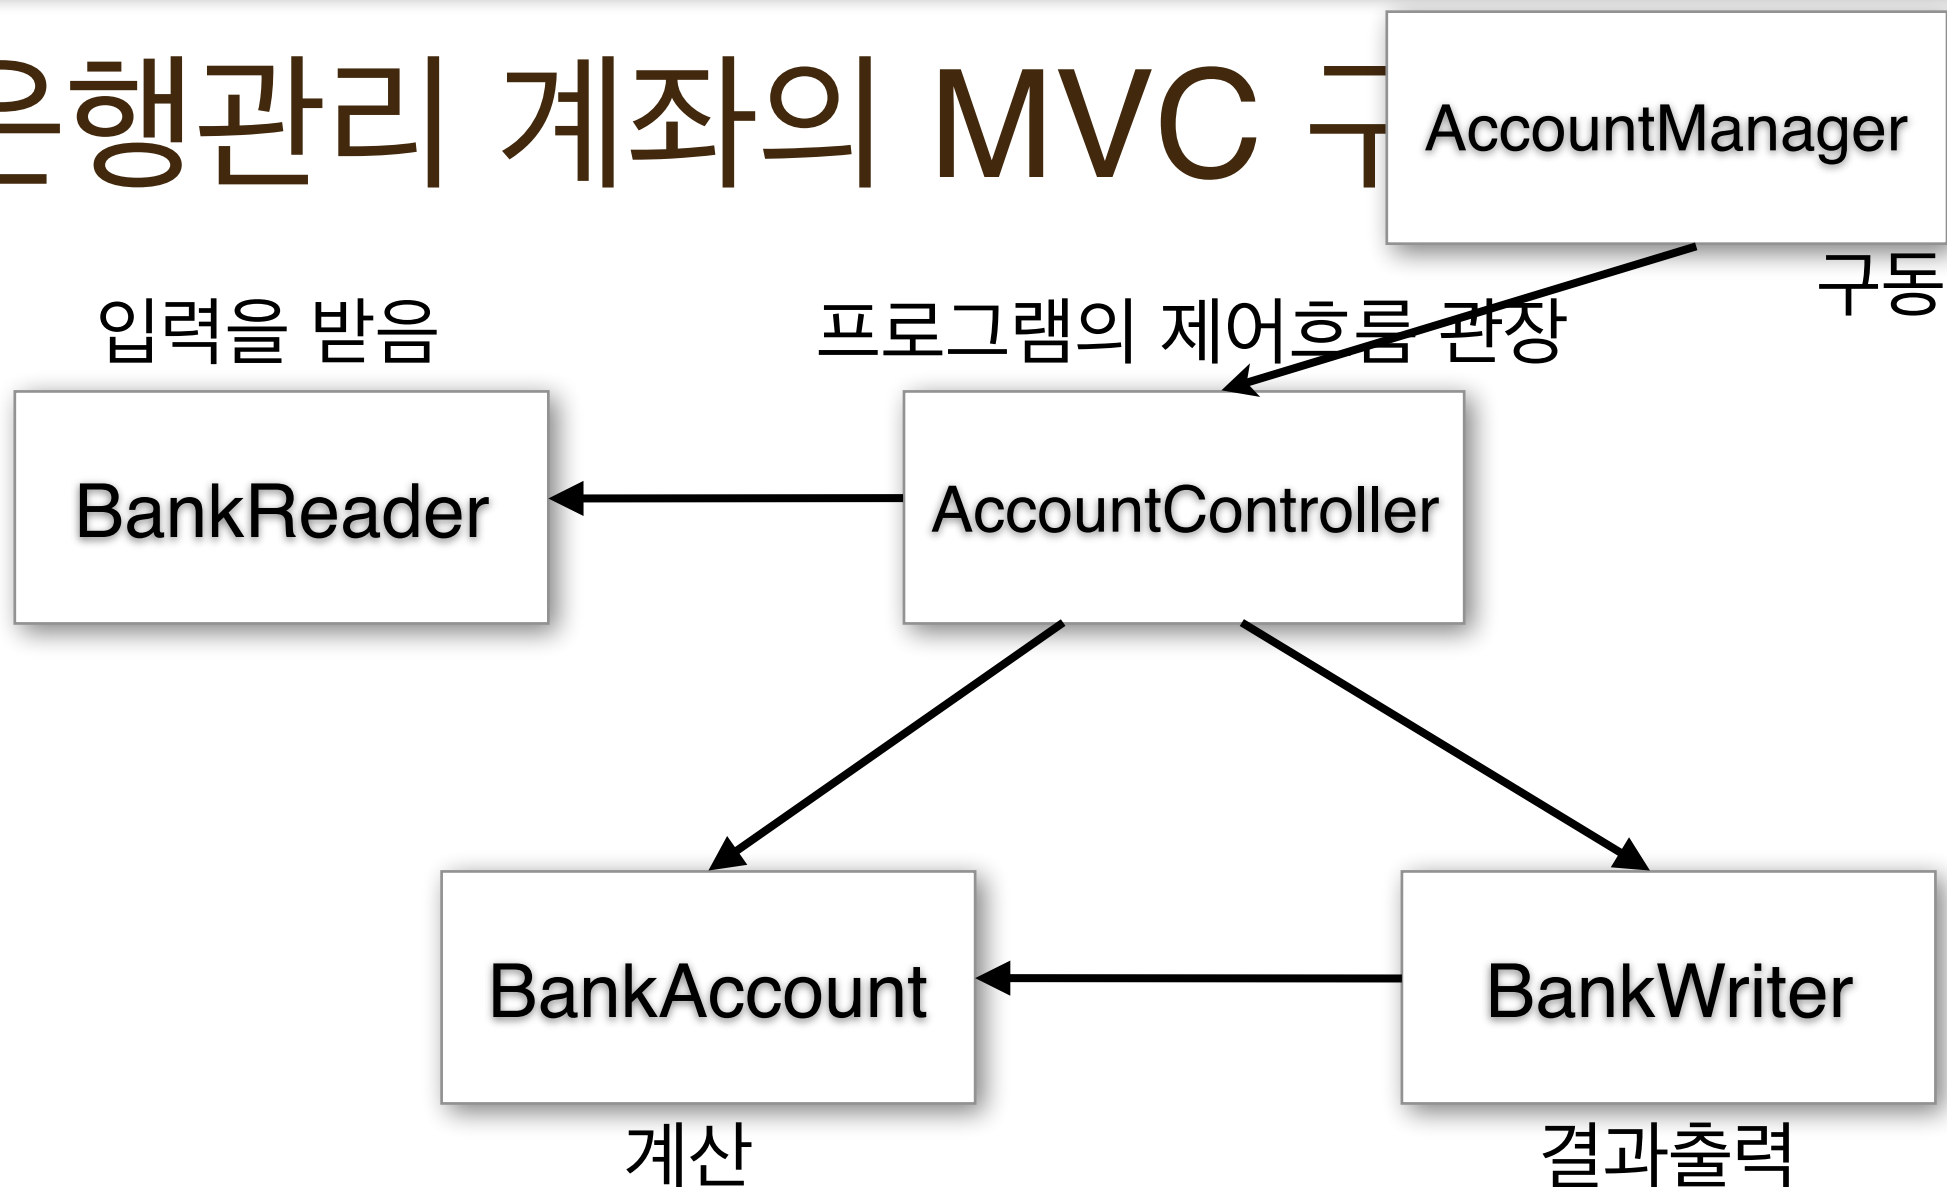 은행관리 계좌의 MVC
AccountManager
구동
입력을 받음
프로그램의 제어흐름 관장
BankReader
AccountController
BankAccount
BankWriter
계산
결과출력